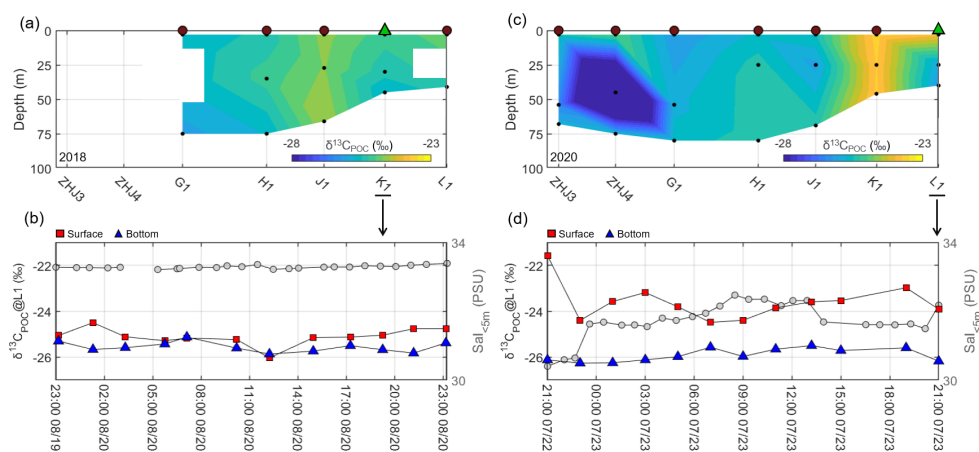 (a)
0
25
50
75
100
Depth (m)
2018
-28 δ13CPOC (‰) -23
ZHJ3 ZHJ4 G1 H1 J1 K1 L1
(c)
0
25
50
75
100
Depth (m)
2020
-28 δ13CPOC (‰) -23
ZHJ3 ZHJ4 G1 H1 J1 K1 L1
(b)
Surface Bottom
-22
-24
-26
δ13CPOC@L1 (‰)
34
30
Sal<5m (PSU)
23:00 08/19 02:00 08/20 05:00 08/20 08:00 08/20 11:00 08/20 14:00 08/20 17:00 08/20 20:00 08/20 23:00 08/20
(d)
Surface Bottom
-22
-24
-26
δ13CPOC@L1 (‰)
34
30
Sal<5m (PSU)
21:00 07/22 00:00 07/23 03:00 07/23 06:00 07/23 09:00 07/23 12:00 07/23 15:00 07/23 18:00 07/23 21:00 07/23